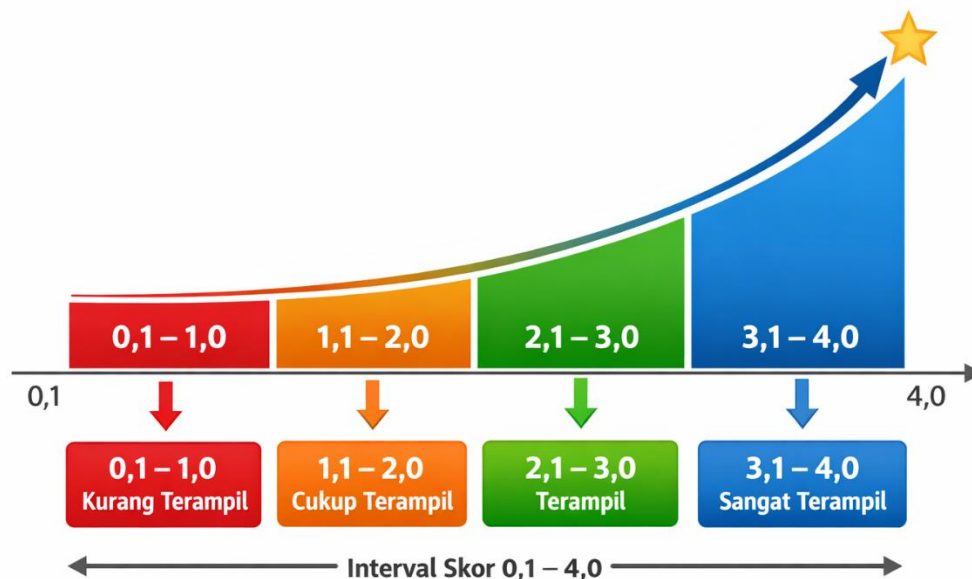 0,1 – 1,0
1,1 – 2,0
2,1 – 3,0
3,1 – 4,0
0,1
4,0
0,1 – 1,0
Kurang Terampil
1,1 – 2,0
Cukup Terampil
2,1 – 3,0
Terampil
3,1 – 4,0
Sangat Terampil
Interval Skor 0,1 – 4,0